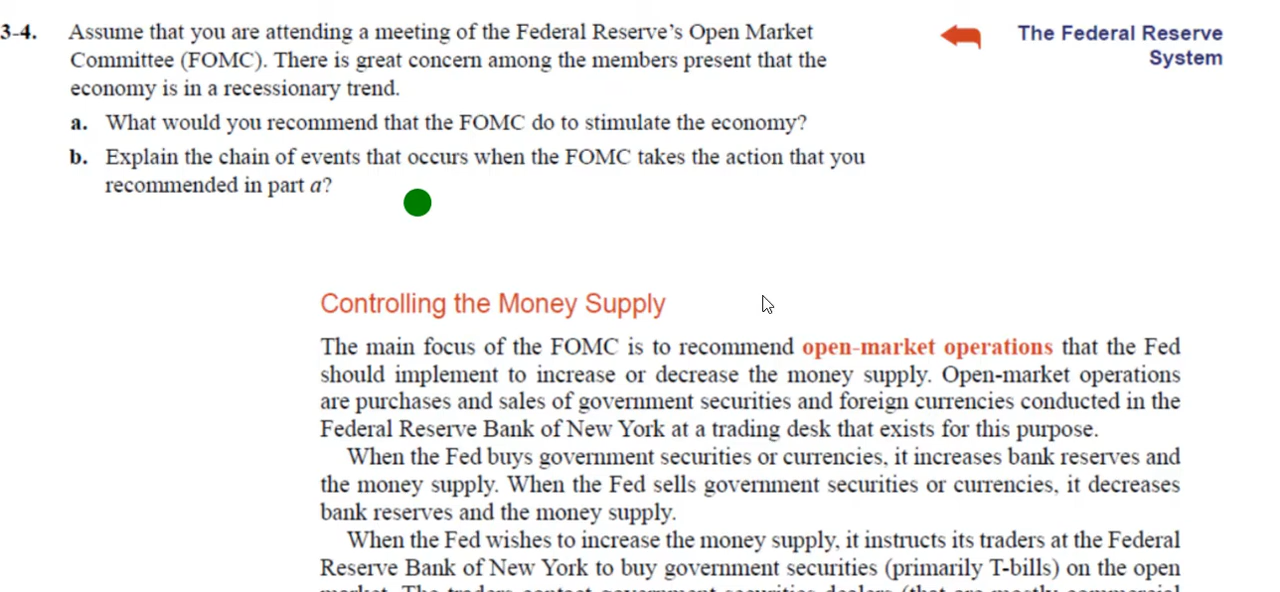 3-4. Assume that you are attending a meeting of the Federal Reserve's Open Market
Committee (FOMC). There is great concern among the members present that the
economy is in a recessionary trend.
a. What would you recommend that the FOMC do to stimulate the economy?
b. Explain the chain of events that occurs when the FOMC takes the action that you
recommended in part a?
The Federal Reserve
System
Controlling the Money Supply
The main focus of the FOMC is to recommend open-market operations that the Fed
should implement to increase or decrease the money supply. Open-market operations
are purchases and sales of government securities and foreign currencies conducted in the
Federal Reserve Bank of New York at a trading desk that exists for this purpose.
When the Fed buys government securities or currencies, it increases bank reserves and
the money supply. When the Fed sells government securities or currencies, it decreases
bank reserves and the money supply.
When the Fed wishes to increase the money supply, it instructs its traders at the Federal
Reserve Bank of New York to buy government securities (primarily T-bills) on the open